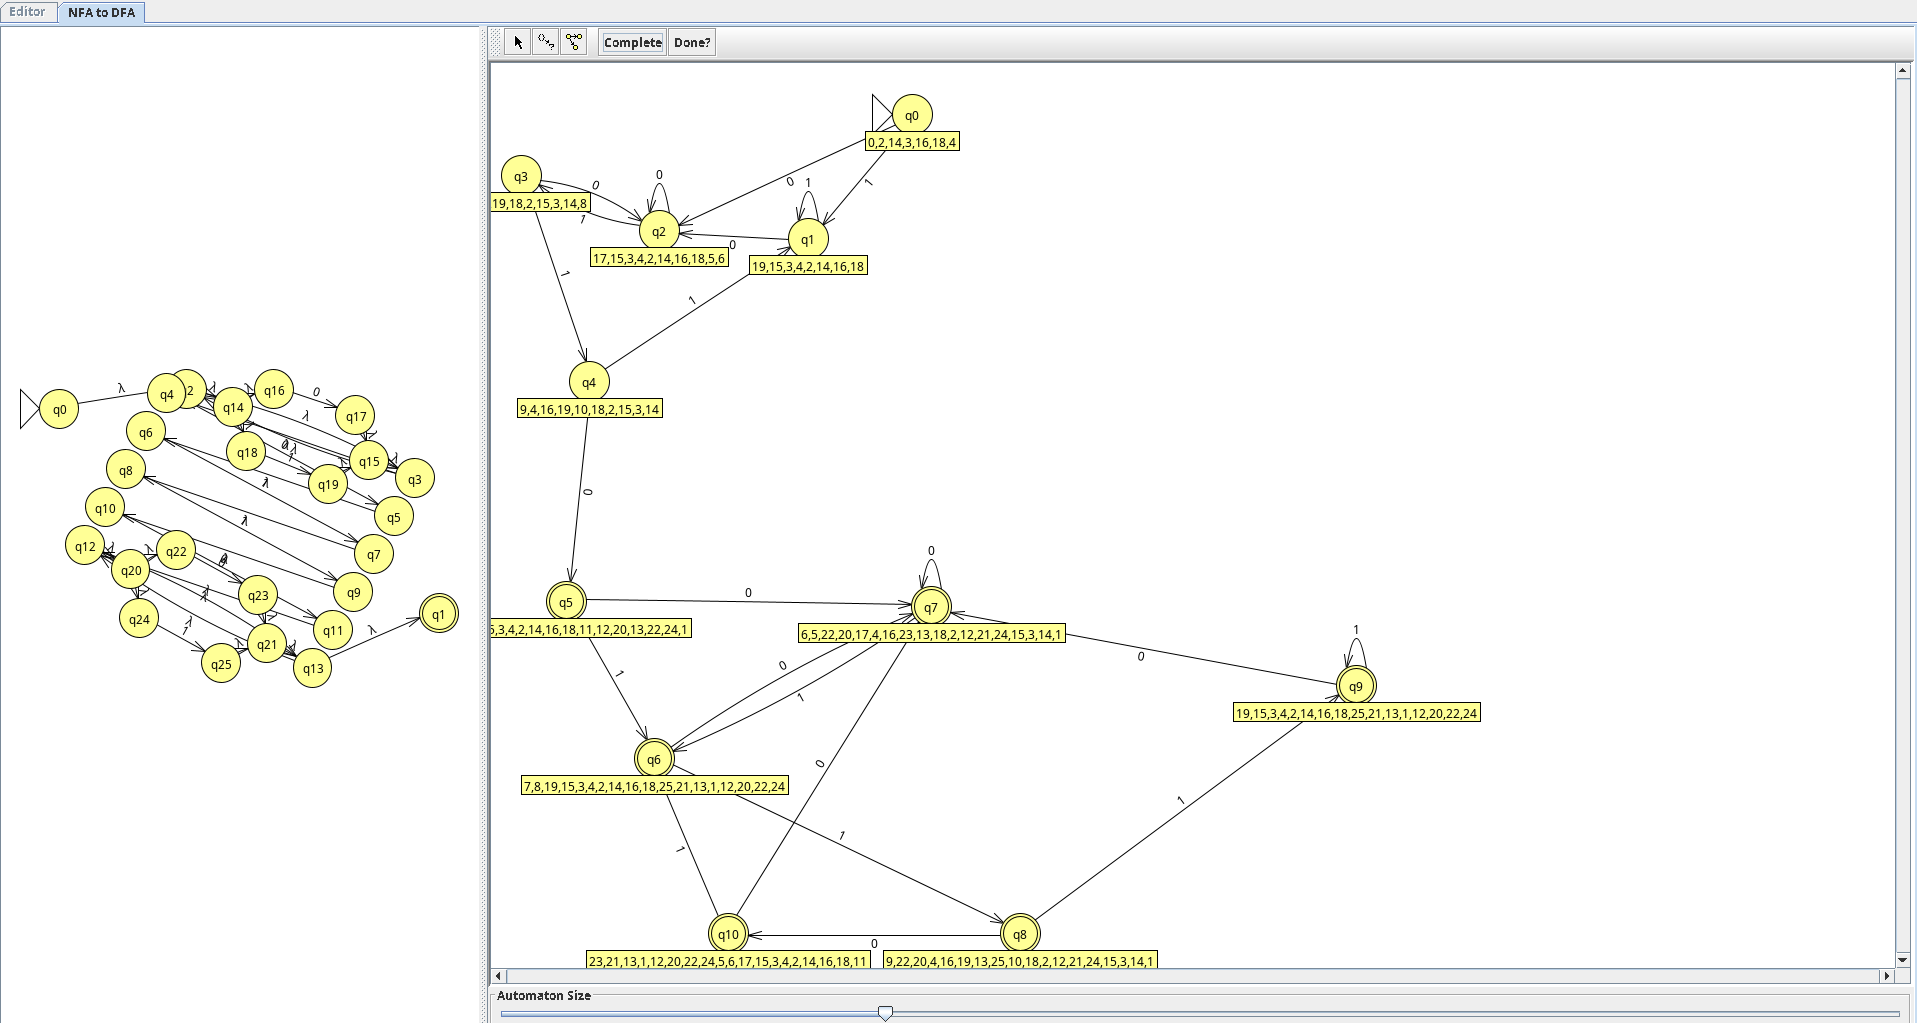 Editor
NFA to DFA
Complete
Done?
q0
0,2,14,3,16,18,4
q3
19,18,2,15,3,14,8
0
1
0
q2
17,15,3,4,2,14,16,18,5,6
0
1
q1
19,15,3,4,2,14,16,18
0
1
1
1
q4
9,4,16,19,10,18,2,15,3,14
0
q5
3,4,2,14,16,18,11,12,20,13,22,24,1
0
0
q7
6,5,22,20,17,4,16,23,13,18,2,12,21,24,15,3,14,1
0
1
q9
19,15,3,4,2,14,16,18,25,21,13,1,12,20,22,24
1
0
1
q6
7,8,19,15,3,4,2,14,16,18,25,21,13,1,12,20,22,24
0
1
1
1
q10
23,21,13,1,12,20,22,24,5,6,17,15,3,4,2,14,16,18,11
0
q8
9,22,20,4,16,19,13,25,10,18,2,12,21,24,15,3,14,1
q0
λ
q4
2
λ
λ
q16
0
q17
q14
λ
q6
q18
λ
1
q15
λ
q3
q8
q19
q5
λ
q10
λ
q7
q12
λ
q22
q20
q9
q23
q24
1
λ
q11
q1
λ
q21
q25
q13
Automaton Size